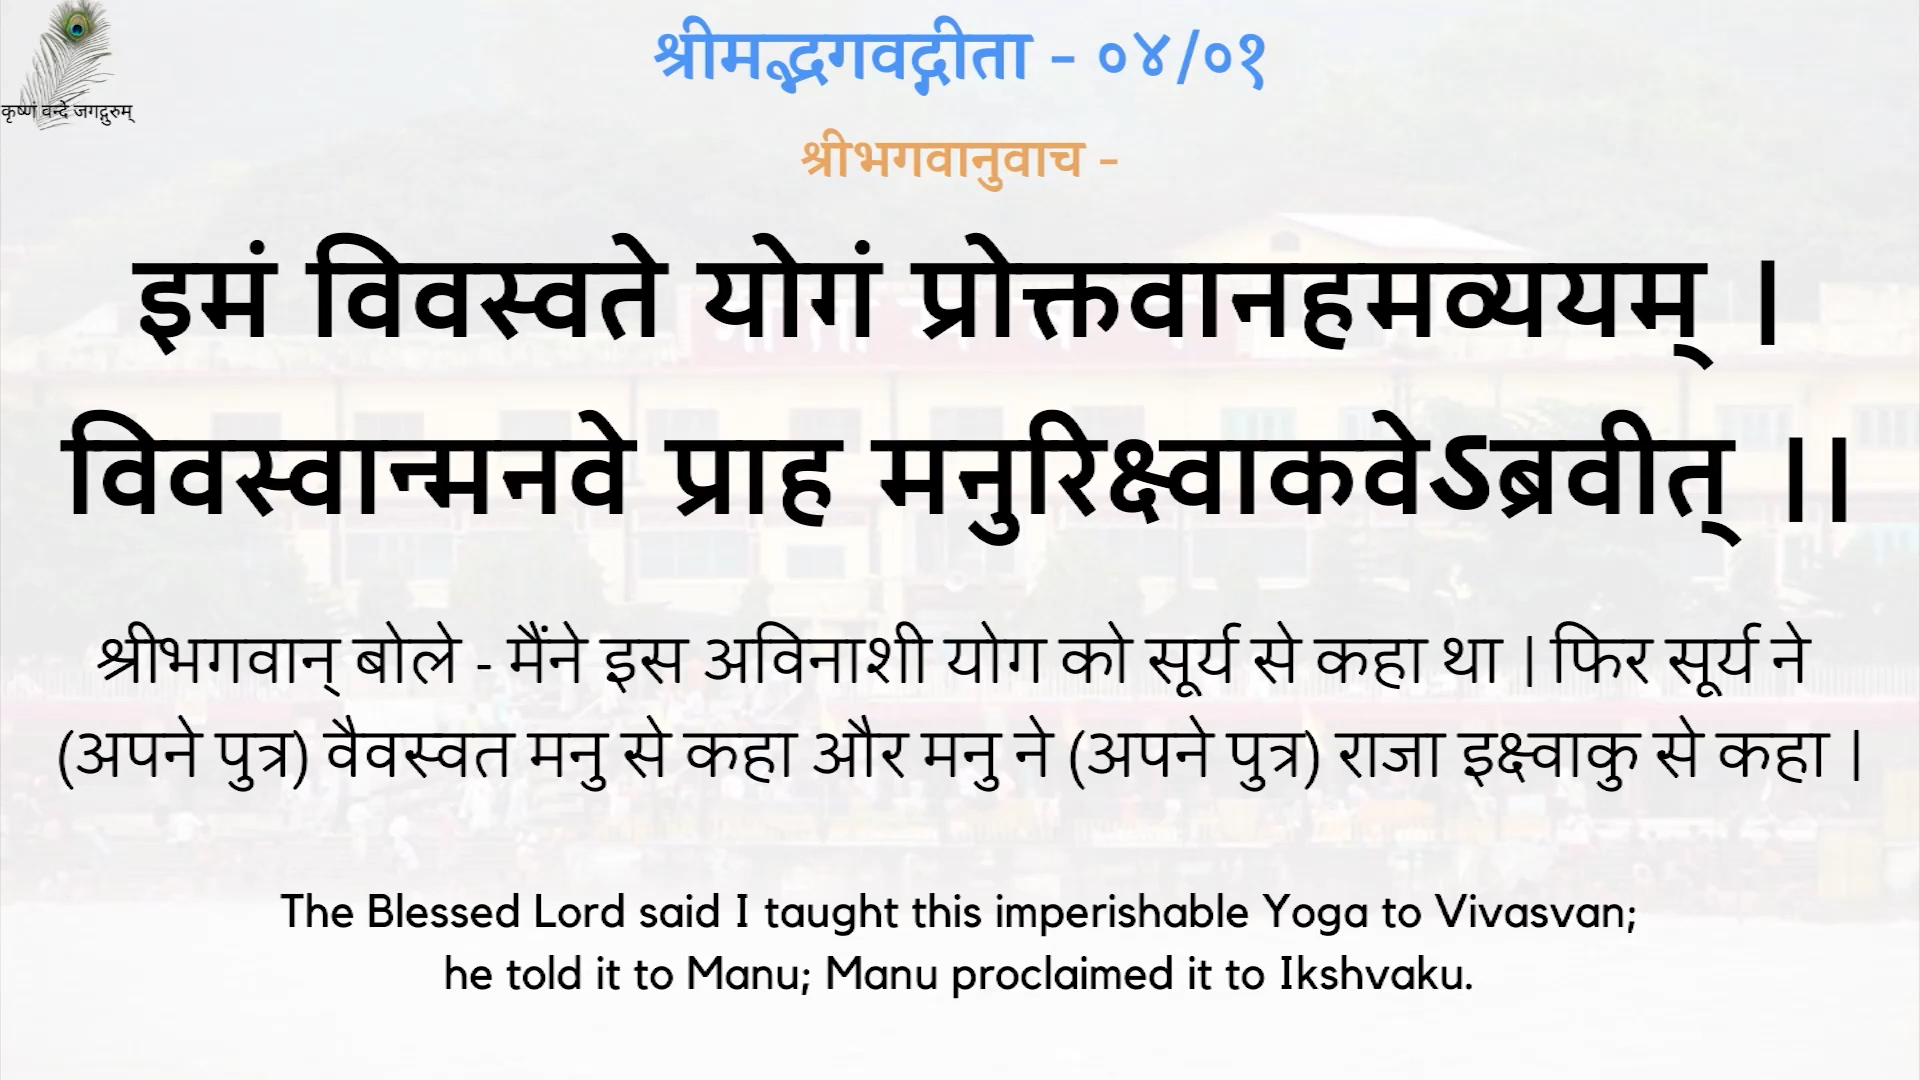 श्रीमद्भगवद्गीता - ०४/०१
कृष्णं वन्दे जगद्गुरुम्
श्रीभगवानुवाच -
इमं विवस्वते योगं प्रोक्तवानहमव्ययम् |
विवस्वान्मनवे प्राह मनुरिक्ष्वाकवेऽब्रवीत् ||
श्रीभगवान् बोले - मैंने इस अविनाशी योग को सूर्य से कहा था | फिर सूर्य ने
(अपने पुत्र) वैवस्वत मनु से कहा और मनु ने (अपने पुत्र) राजा इक्ष्वाकु से कहा |
The Blessed Lord said I taught this imperishable Yoga to Vivasvan;
he told it to Manu; Manu proclaimed it to Ikshvaku.